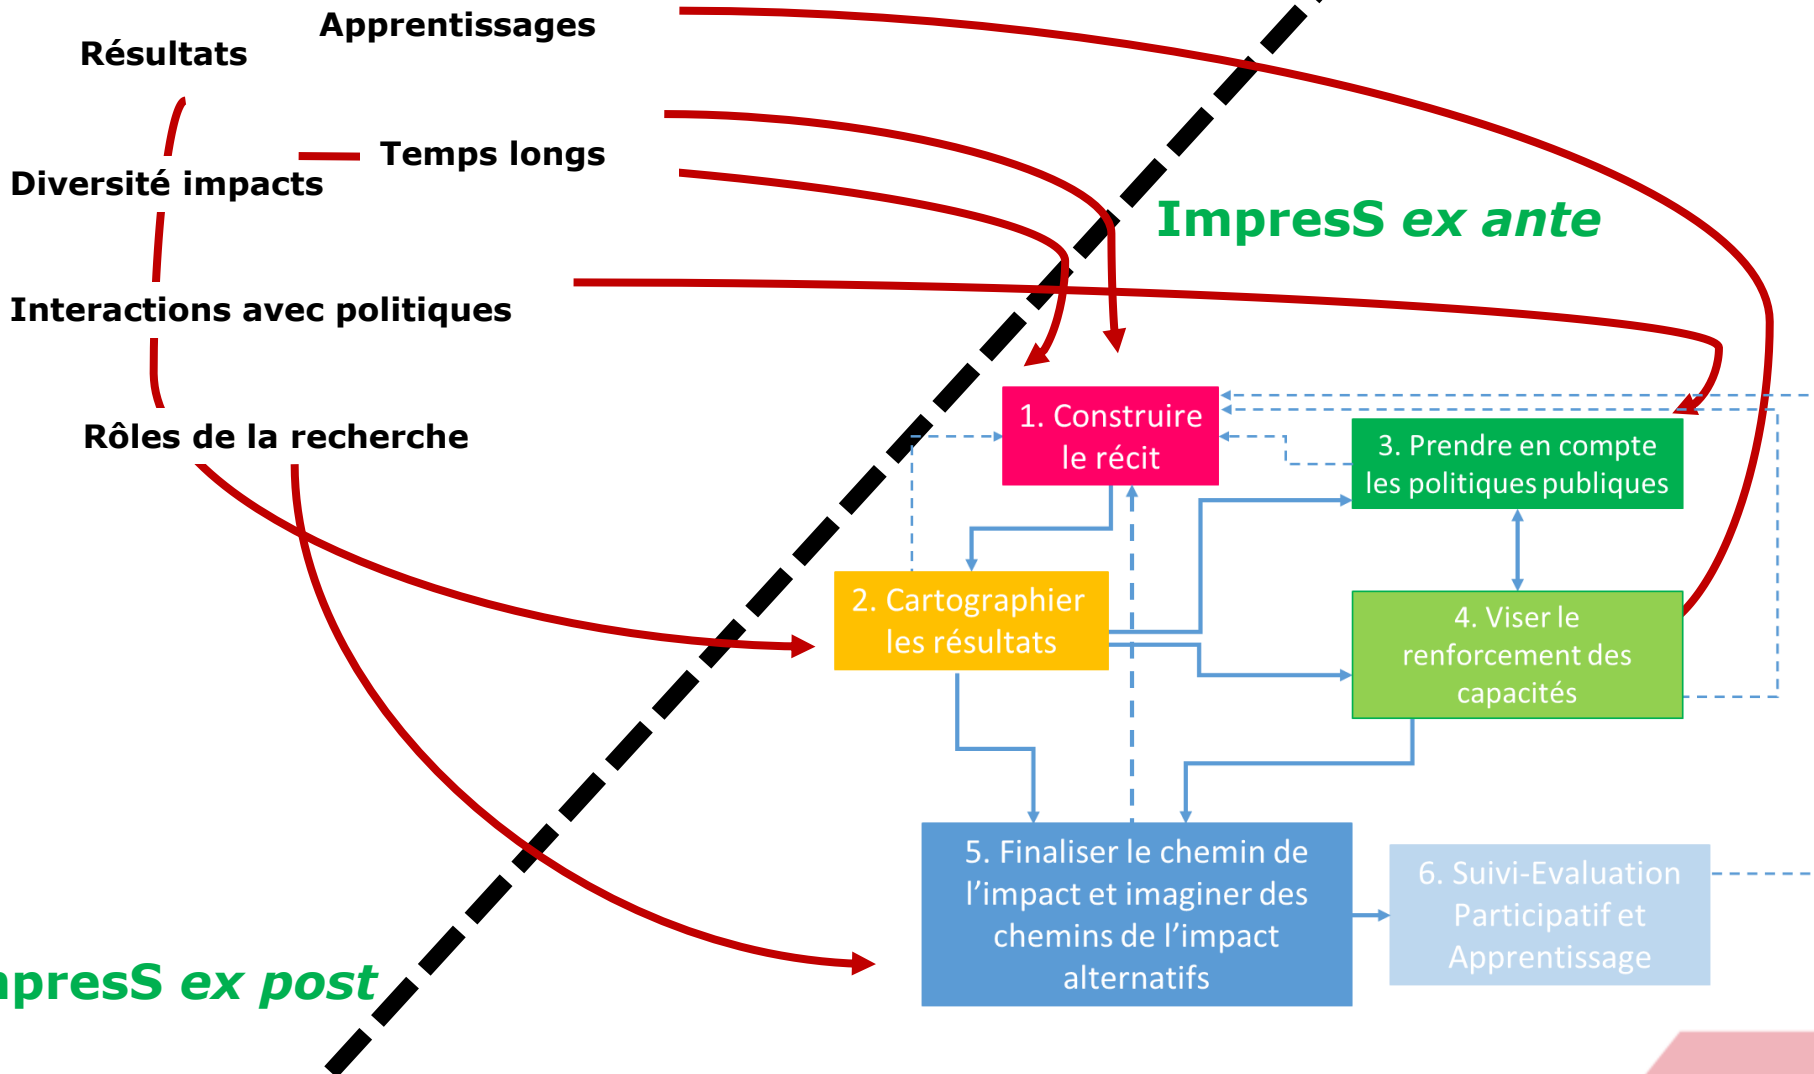 Apprentissages
Résultats
Temps longs
Diversité impacts
ImpresS ex ante
Interactions avec politiques
Rôles de la recherche
1. Construire
le récit
3. Prendre en compte
les politiques publiques
2. Cartographier
les résultats
4. Viser le
renforcement des
capacités
5. Finaliser le chemin de
l’impact et imaginer des
chemins de l’impact
alternatifs
6. Suivi-Evaluation
Participatif et
Apprentissage
npresS ex post